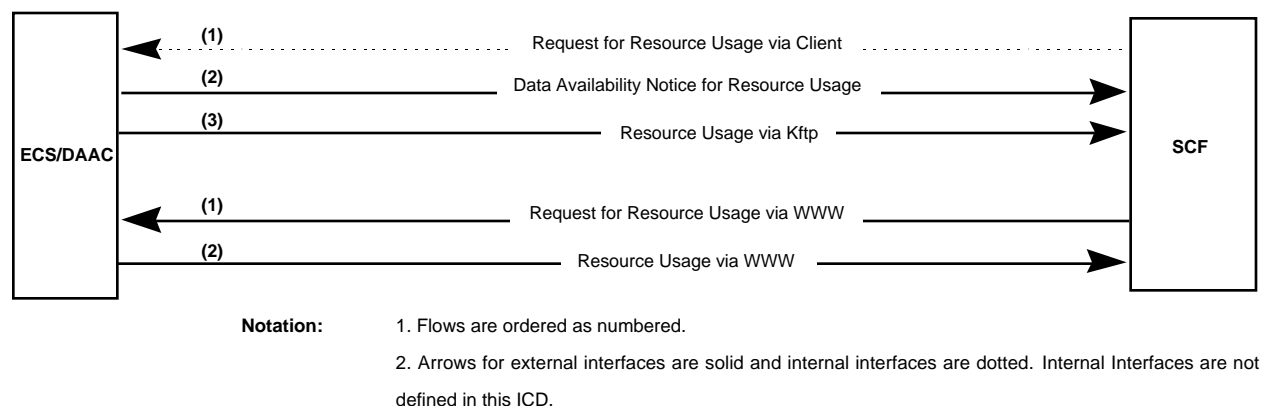 (1)
Request for Resource Usage via Client
(2)
Data Availability Notice for Resource Usage
(3)
Resource Usage via Kftp
ECS/DAAC
SCF
(1)
Request for Resource Usage via WWW
(2)
Resource Usage via WWW
Notation:
1. Flows are ordered as numbered.
2. Arrows for external interfaces are solid and internal interfaces are dotted. Internal Interfaces are not
defined in this ICD.